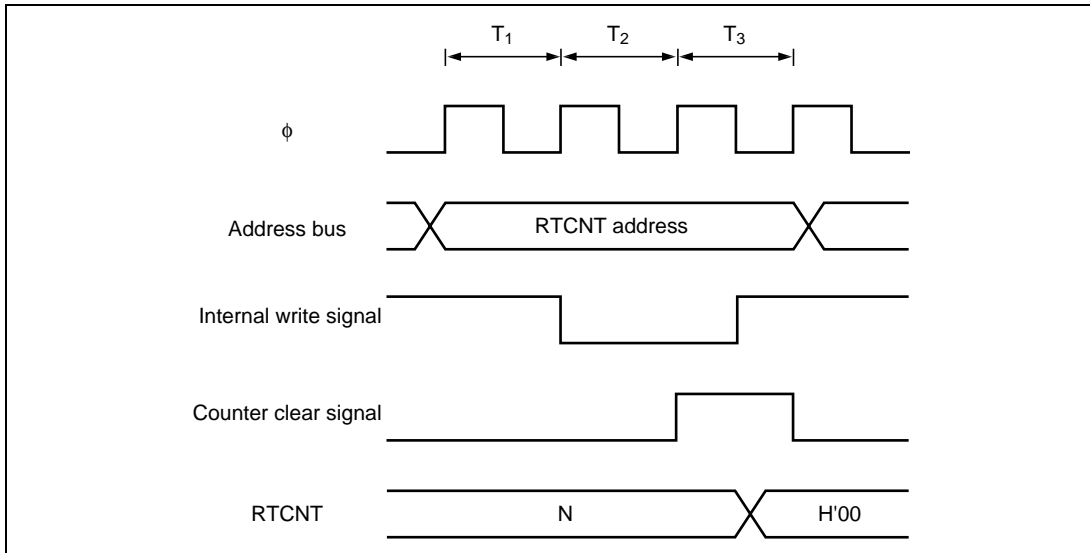 T1 T2 T3
ϕ
Address bus RTCNT address
Internal write signal
Counter clear signal
RTCNT N H'00